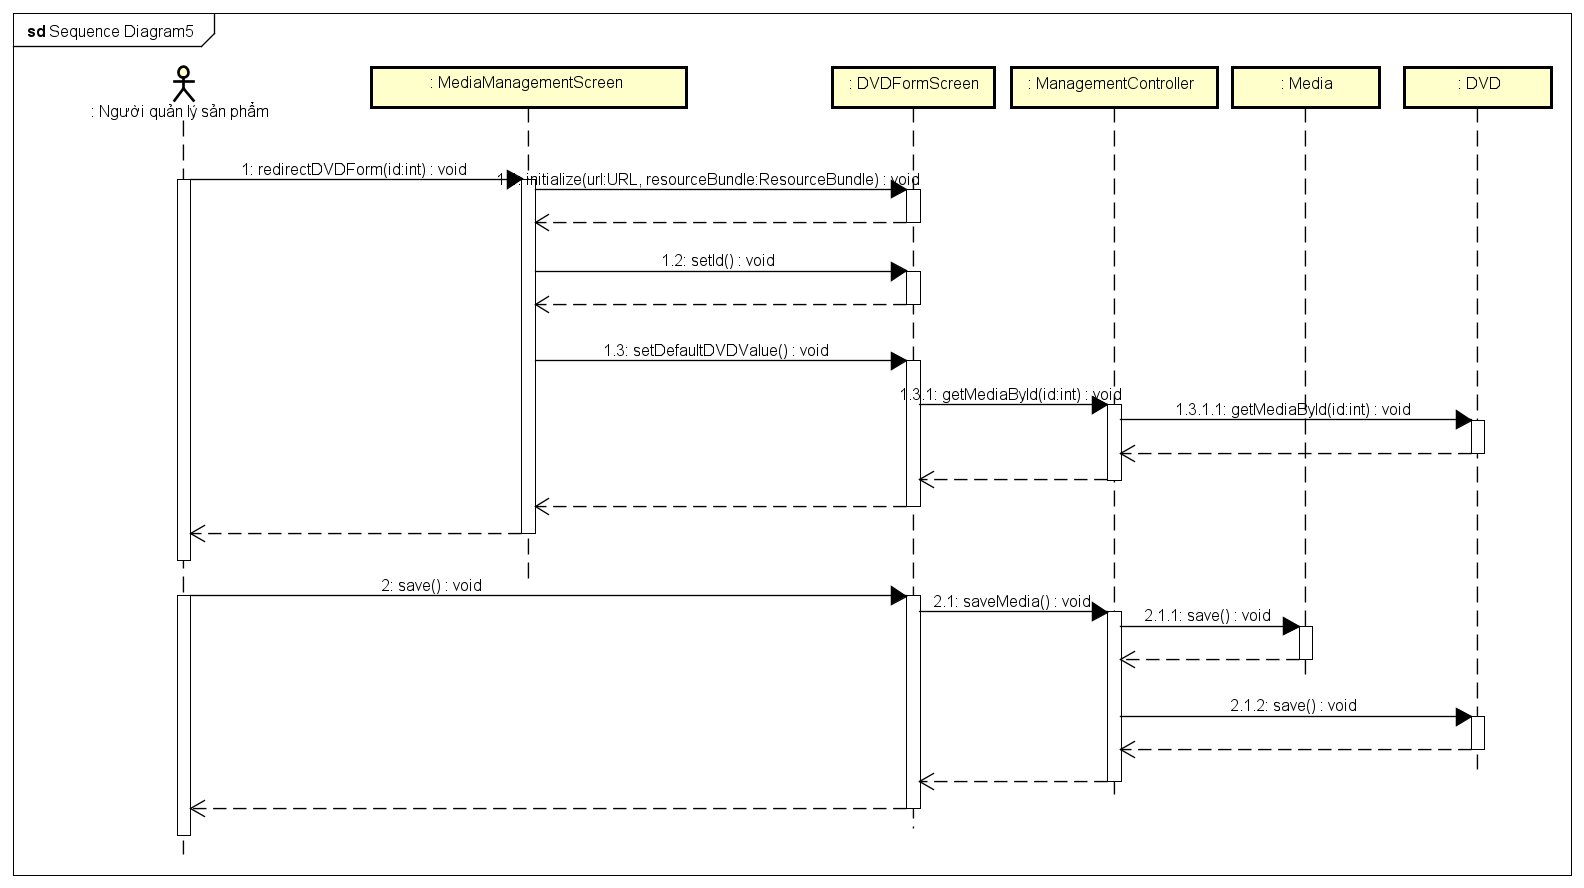 sd Sequence Diagram5
: Người quản lý sản phẩm
: MediaManagementScreen
: DVDFormScreen
: ManagementController
: Media
: DVD
1: redirectDVDForm(id:int) : void
initialize(url:URL, resourceBundle:ResourceBundle) : void
1.2: setId() : void
1.3: setDefaultDVDValue() : void
1.3.1: getMediaById(id:int) : void
1.3.1.1: getMediaById(id:int) : void
2: save() : void
2.1: saveMedia() : void
2.1.1: save() : void
2.1.2: save() : void